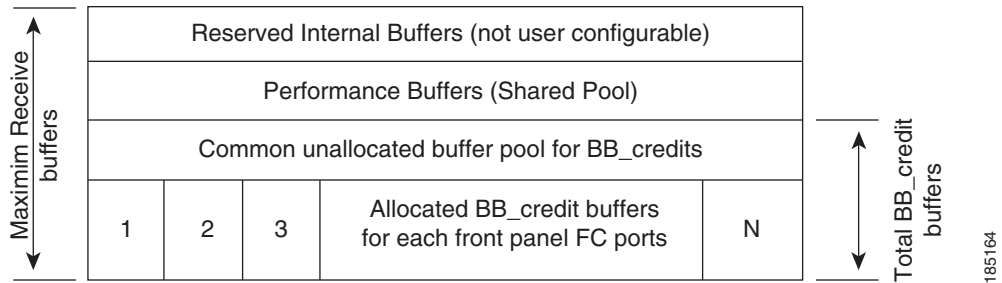 Maximim Receive
buffers
Reserved Internal Buffers (not user configurable)
Performance Buffers (Shared Pool)
Common unallocated buffer pool for BB_credits
1
2
3
Allocated BB_credit buffers
for each front panel FC ports
N
Total BB_credit
buffers
185164